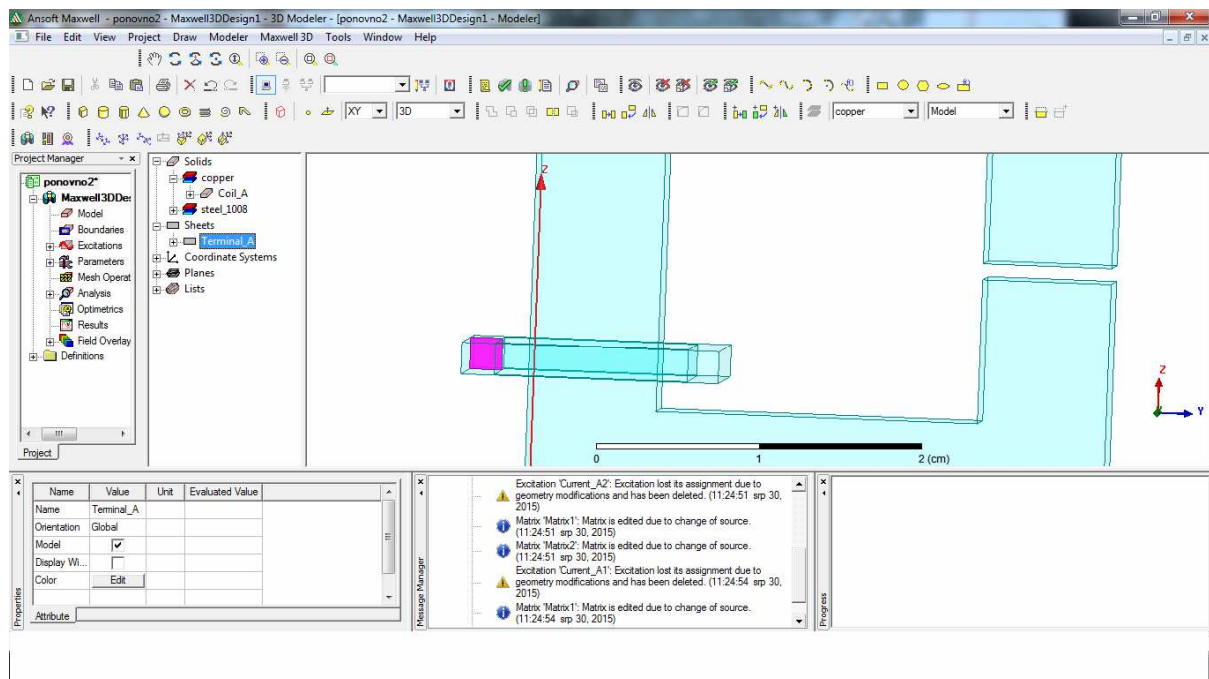 Ansoft Maxwell - ponovno2 - Maxwell3DDesign1 - 3D Modeler - [ponovno2 - Maxwell3DDesign1 - Modeler]
File Edit View Project Draw Modeler Maxwell 3D Tools Window Help
XY 3D copper Model
Project Manager
ponovno2*
Maxwell3DDe:
Model
Boundaries
Excitations
Parameters
Mesh Operat
Analysis
Optimetrics
Results
Field Overlay
Definitions
Project
Solids
copper
Coil_A
steel_1008
Sheets
Terminal_A
Coordinate Systems
Planes
Lists
Z
Z
Y
0 1 2 (cm)
Properties
Name Value Unit Evaluated Value
Name Terminal_A
Orientation Global
Model
Display Wi...
Color Edit
Attribute
Message Manager
Excitation 'Current_A2': Excitation lost its assignment due to
geometry modifications and has been deleted. (11:24:51 srp 30,
2015)
Matrix 'Matrix1': Matrix is edited due to change of source.
(11:24:51 srp 30, 2015)
Matrix 'Matrix2': Matrix is edited due to change of source.
(11:24:51 srp 30, 2015)
Excitation 'Current_A1': Excitation lost its assignment due to
geometry modifications and has been deleted. (11:24:54 srp 30,
2015)
Matrix 'Matrix1': Matrix is edited due to change of source.
(11:24:54 srp 30, 2015)
Progress